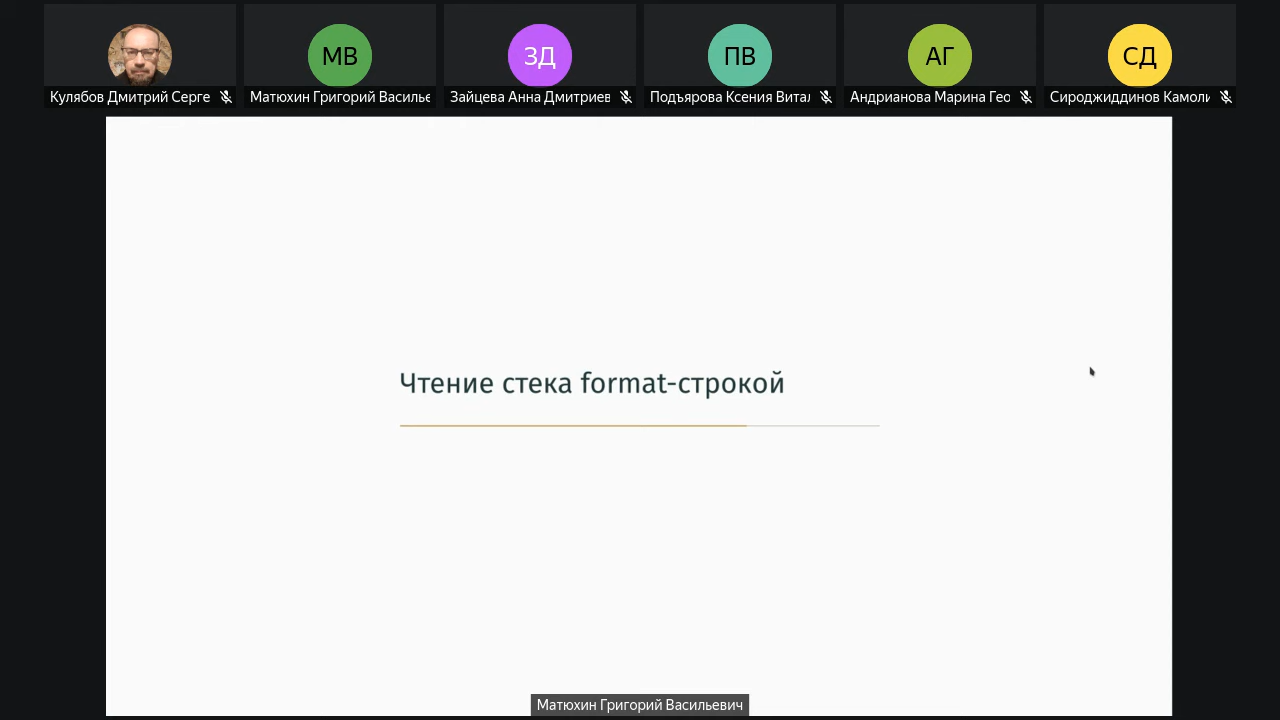 МВ
ЗД
ПВ
АГ
СД
Кулябов Дмитрий Серге
Матюхин Григорий Василье
Зайцева Анна Дмитриев
Подъярова Ксения Витал
Андрианова Марина Гео
Сироджиддинов Камоли
Чтение стека format-строкой
Матюхин Григорий Васильевич